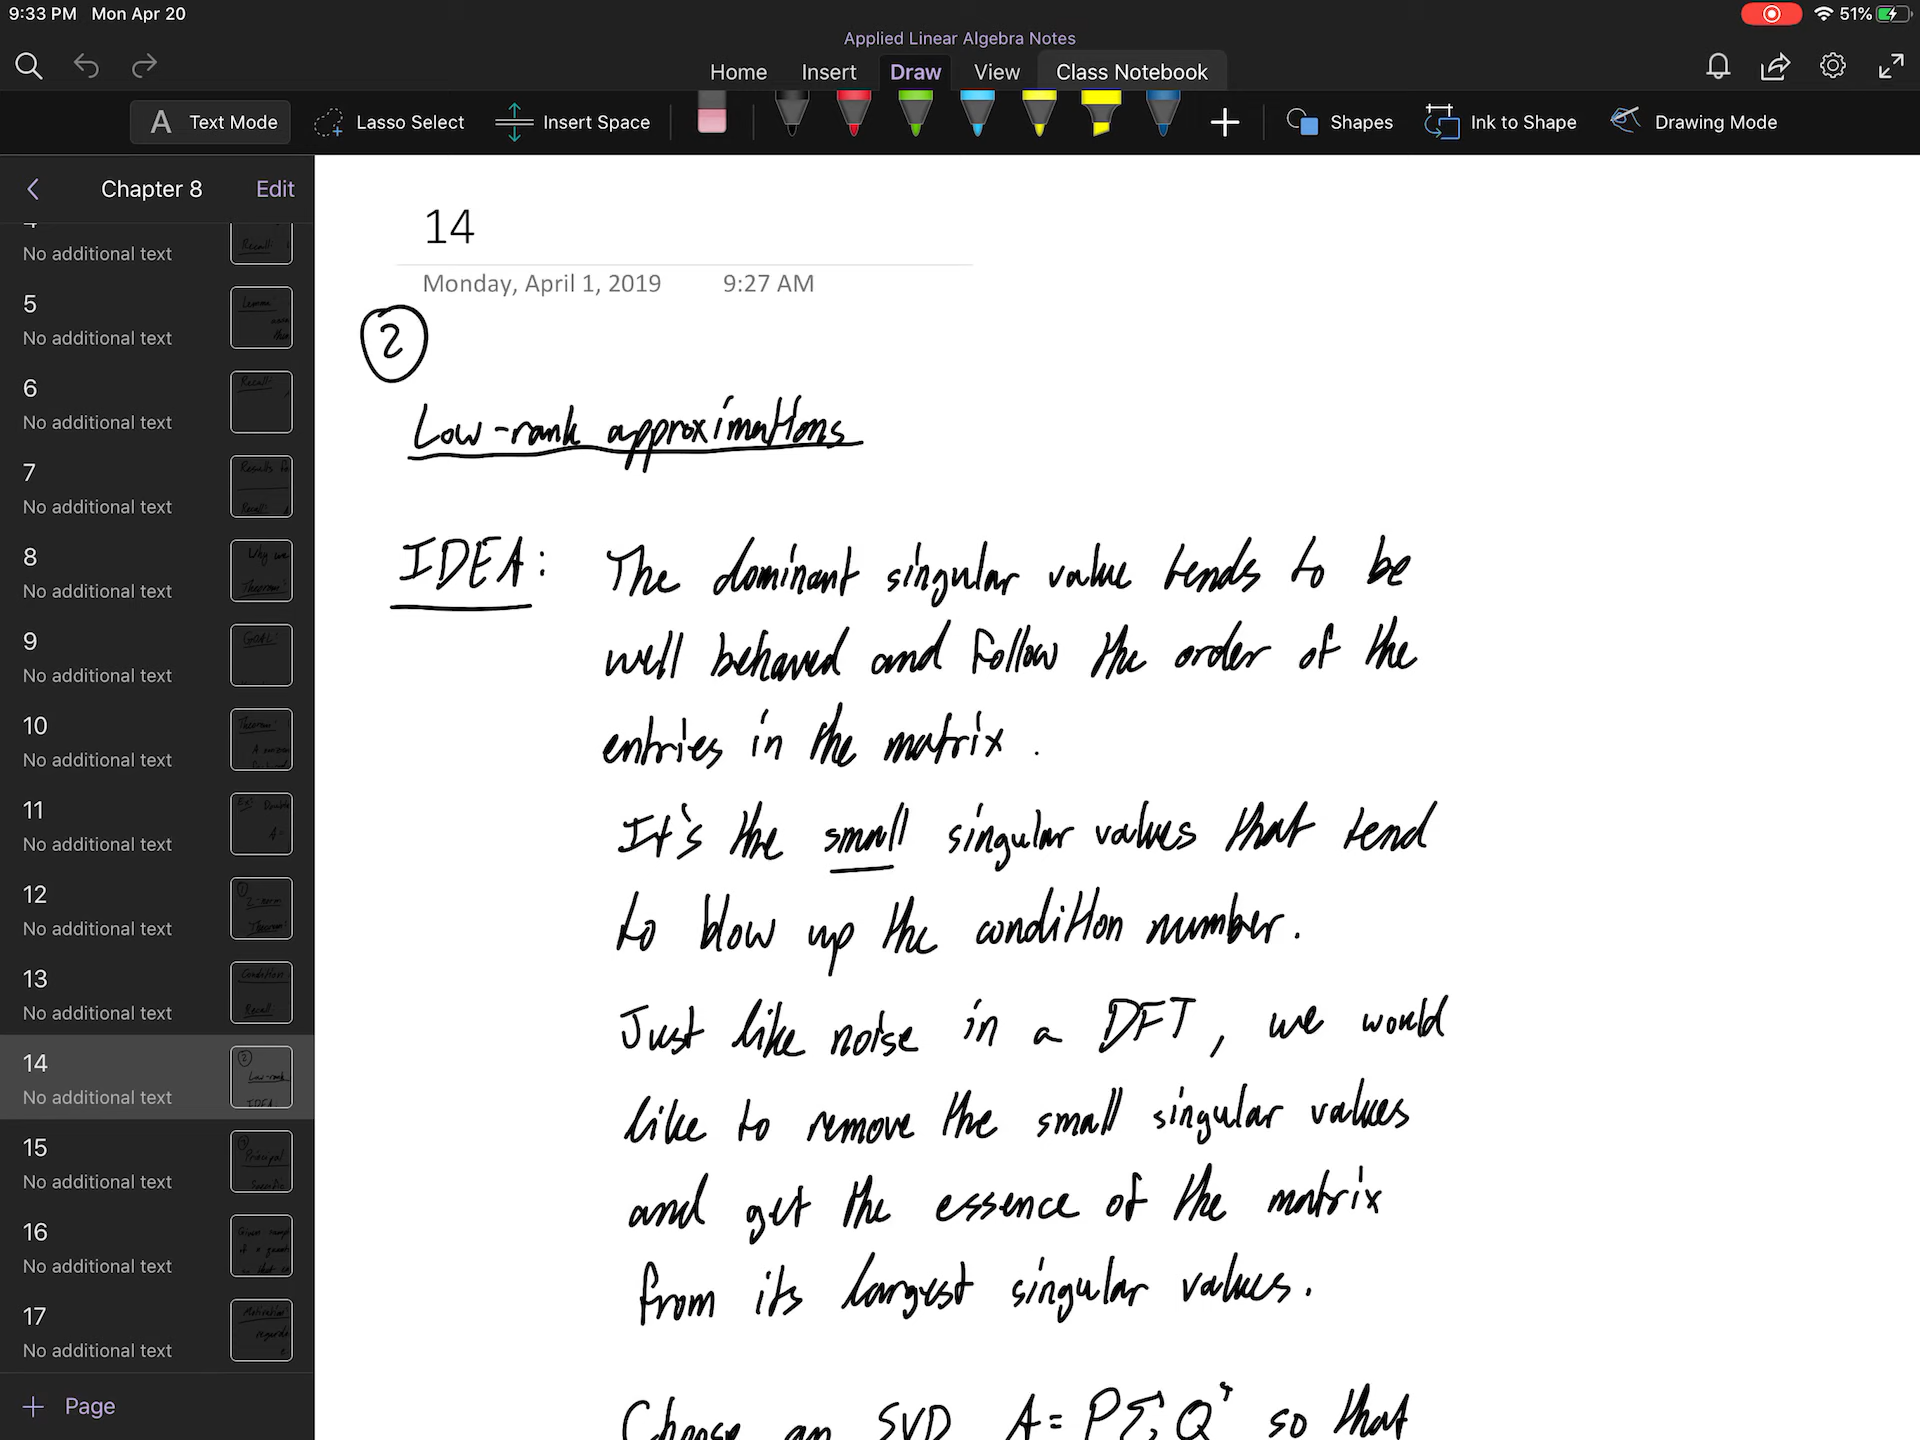 9:33 PM Mon Apr 20
51%
Applied Linear Algebra Notes
Home Insert Draw View Class Notebook
A Text Mode Lasso Select Insert Space Shapes Ink to Shape Drawing Mode
Chapter 8 Edit
No additional text
5
No additional text
6
No additional text
7
No additional text
8
No additional text
9
No additional text
10
No additional text
11
No additional text
12
No additional text
13
No additional text
14
No additional text
15
No additional text
16
No additional text
17
No additional text
+ Page
14
Monday, April 1, 2019 9:27 AM
2
Low-rank approximations
IDEA: The dominant singular value tends to be
well behaved and follow the order of the
entries in the matrix.
It's the small singular values that tend
to blow up the condition number.
Just like noise in a DFT, we would
like to remove the small singular values
and get the essence of the matrix
from its largest singular values.
Choose an SVD A = PΣQ so that